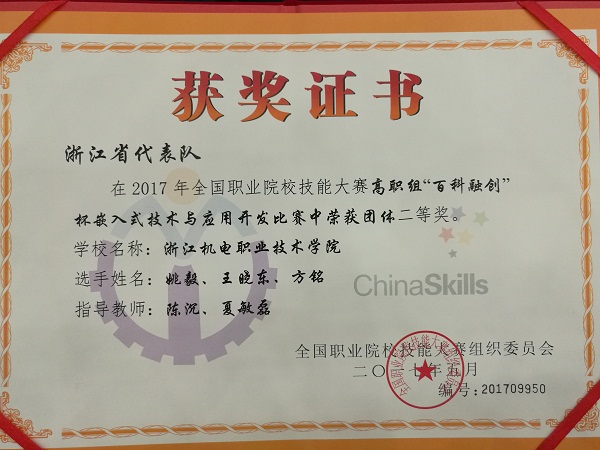 获奖证书
浙江省代表队
在2017年全国职业院校技能大赛高职组“百科融创”
杯嵌入式技术与应用开发比赛中荣获团体二等奖。
学校名称：浙江机电职业技术学院
选手姓名：姚毅、王晓东、方铭
ChinaSkills
指导教师：陈沉、夏敏磊
全国职业院校技能大赛组织委员会
二〇一七年五月
编号:201709950